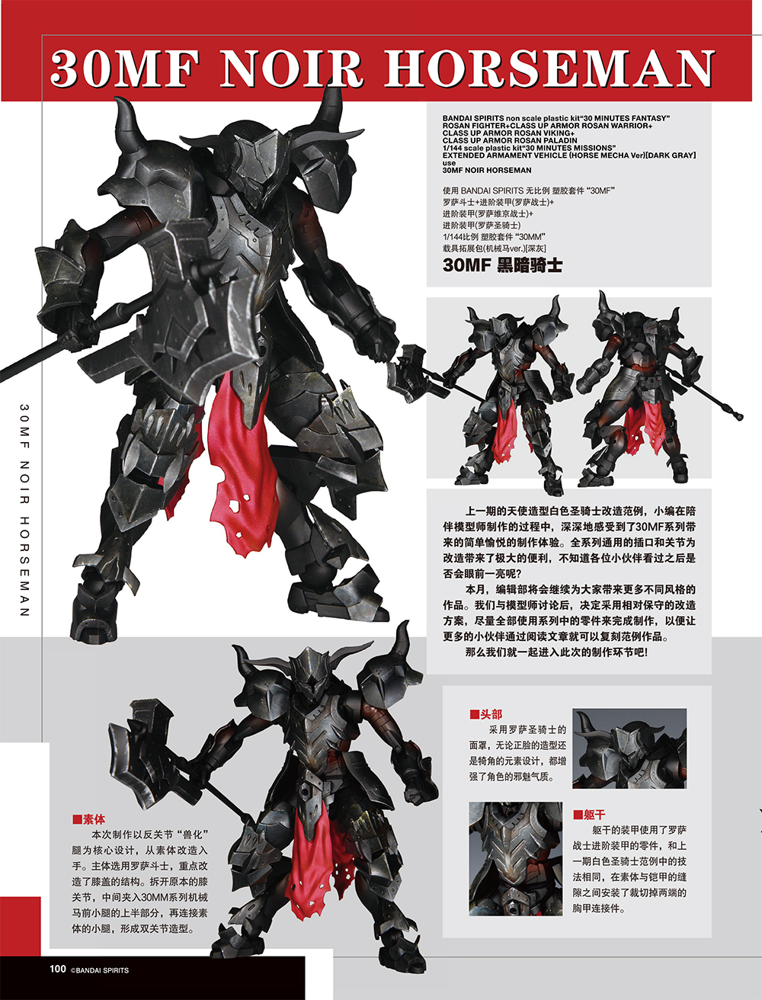 30MF NOIR HORSEMAN
BANDAI SPIRITS non scale plastic kit“30 MINUTES FANTASY”
ROSAN FIGHTER+CLASS UP ARMOR ROSAN WARRIOR+
CLASS UP ARMOR ROSAN VIKING+
CLASS UP ARMOR ROSAN PALADIN
1/144 scale plastic kit“30 MINUTES MISSIONS”
EXTENDED ARMAMENT VEHICLE (HORSE MECHA Ver)[DARK GRAY]
use
30MF NOIR HORSEMAN
使用 BANDAI SPIRITS 无比例 塑胶套件 “30MF”
罗萨斗士+进阶装甲(罗萨战士)+
进阶装甲(罗萨维京战士)+
进阶装甲(罗萨圣骑士)
1/144比例 塑胶套件 “30MM”
载具拓展包(机械马ver.)[深灰]
30MF 黑暗骑士
30MF NOIR HORSEMAN
上一期的天使造型白色圣骑士改造范例，小编在陪
伴模型师制作的过程中，深深地感受到了30MF系列带
来的简单愉悦的制作体验。全系列通用的插口和关节为
改造带来了极大的便利，不知道各位小伙伴看过之后是
否会眼前一亮呢？
本月，编辑部将会继续为大家带来更多不同风格的
作品。我们与模型师讨论后，决定采用相对保守的改造
方案，尽量全部使用系列中的零件来完成制作，以便让
更多的小伙伴通过阅读文章就可以复刻范例作品。
那么我们就一起进入此次的制作环节吧！
■头部
采用罗萨圣骑士的
面罩，无论正脸的造型还
是犄角的元素设计，都增
强了角色的邪魅气质。
■躯干
躯干的装甲使用了罗萨
战士进阶装甲的零件，和上
一期白色圣骑士范例中的技
法相同，在素体与铠甲的缝
隙之间安装了裁切掉两端的
胸甲连接件。
■素体
本次制作以反关节“兽化”
腿为核心设计，从素体改造入
手。主体选用罗萨斗士，重点改
造了膝盖的结构。拆开原本的膝
关节，中间夹入30MM系列机械
马前小腿的上半部分，再连接素
体的小腿，形成双关节造型。
100 ©BANDAI SPIRITS